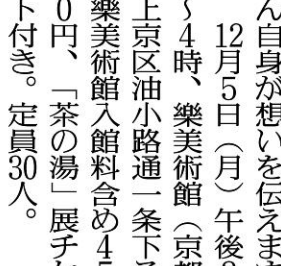 ん自身が想いを伝えま
12月5日（月）午後
〜4時、樂美術館（京都
上京区油小路通一条下
樂美術館入館料含め4
0円、「茶の湯」展チ
ト付き。定員30人。